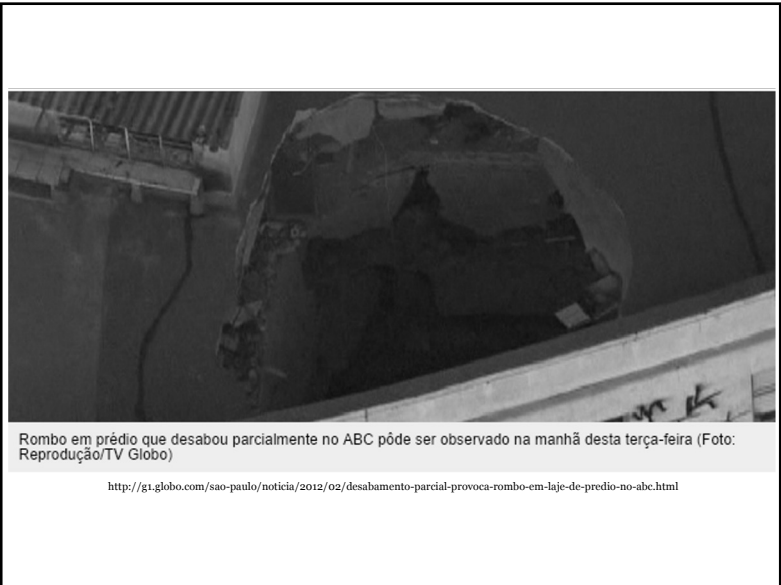 Rombo em prédio que desabou parcialmente no ABC pôde ser observado na manhã desta terça-feira (Foto:
Reprodução/TV Globo)
http://g1.globo.com/sao-paulo/noticia/2012/02/desabamento-parcial-provoca-rombo-em-laje-de-predio-no-abc.html